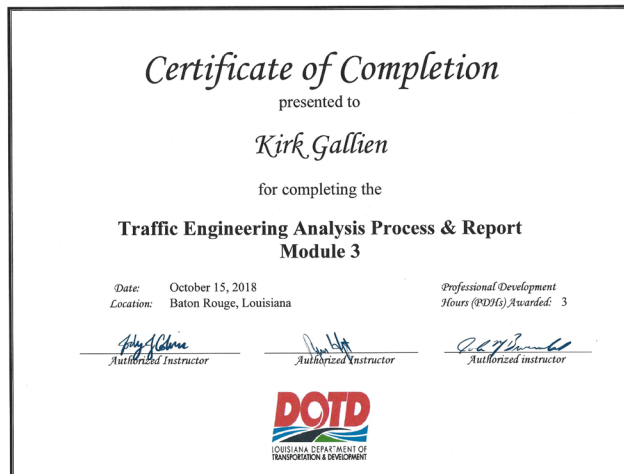 Certificate of Completion
presented to
Kirk Gallien
for completing the
Traffic Engineering Analysis Process & Report
Module 3
Date: October 15, 2018
Location: Baton Rouge, Louisiana
Professional Development
Hours (PDHs) Awarded: 3
Authorized Instructor
Authorized Instructor
Authorized instructor
DOTD
LOUISIANA DEPARTMENT OF
TRANSPORTATION & DEVELOPMENT